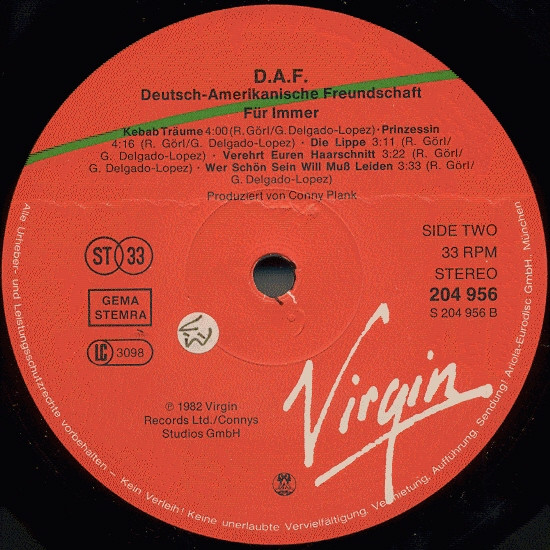 D.A.F.
Deutsch-Amerikanische Freundschaft
Für Immer
Kebab Träume 4:00 (R. Görl/G. Delgado-Lopez) · Prinzessin
4:16 (R. Görl/G. Delgado-Lopez) · Die Lippe 3:11 (R. Görl/
G. Delgado-Lopez) · Verehrt Euren Haarschnitt 3:22 (R. Görl/
G. Delgado-Lopez) · Wer Schön Sein Will Muß Leiden 3:33 (R. Görl/
G. Delgado-Lopez)
Produziert von Conny Plank
ST 33
GEMA
STEMRA
LC 3098
SIDE TWO
33 RPM
STEREO
204 956
S 204 956 B
℗ 1982 Virgin
Records Ltd./Connys
Studios GmbH
Virgin
Alle Urheber- und Leistungsschutzrechte vorbehalten – Kein Verleih! Keine unerlaubte Vervielfältigung, Vermietung, Aufführung, Sendung! Ariola-Eurodisc GmbH, München